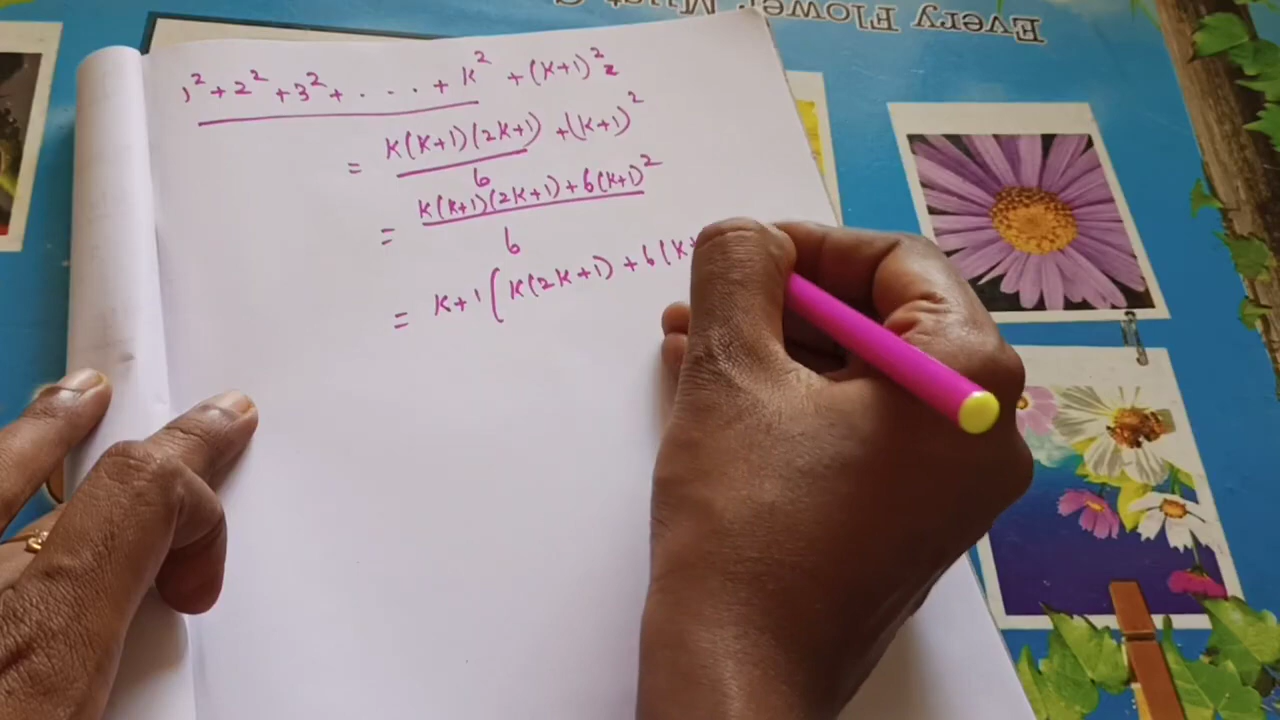 Every Flower Must G
1² + 2² + 3² + . . . . + k² + (k+1)² =
= k(k+1)(2k+1)/6 + (k+1)²
= k(k+1)(2k+1) + 6(k+1)²/6
= k+1 ( k(2k+1) + 6(k+